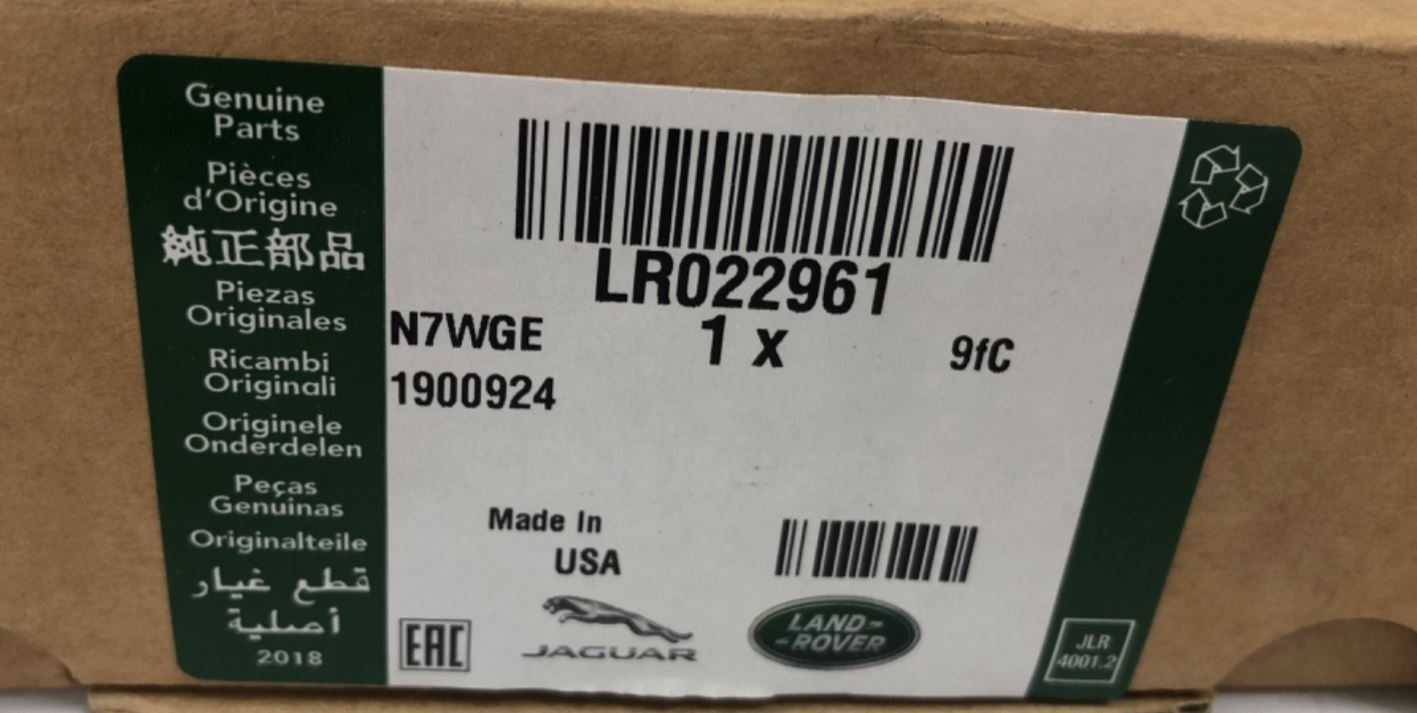 Genuine
Parts
Pièces
d'Origine
純正部品
Piezas
Originales
Ricambi
Originali
Originele
Onderdelen
Peças
Genuinas
Originalteile
قطع غيار
أصلية
2018
LR022961
N7WGE 1 x 9fC
1900924
Made In
USA
EAC
JAGUAR
LAND-
-ROVER
JLR
4001.2